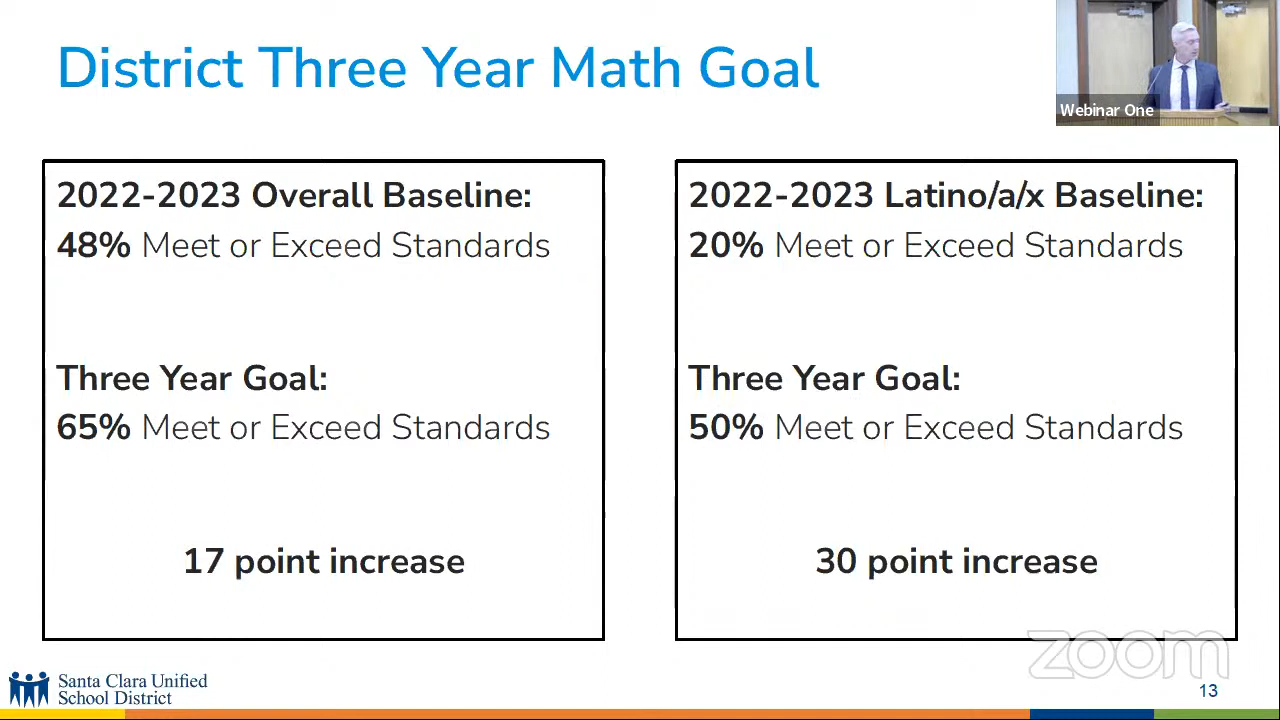 District Three Year Math Goal
Webinar One
2022-2023 Overall Baseline:
48% Meet or Exceed Standards
Three Year Goal:
65% Meet or Exceed Standards
17 point increase
2022-2023 Latino/a/x Baseline:
20% Meet or Exceed Standards
Three Year Goal:
50% Meet or Exceed Standards
30 point increase
zoom
Santa Clara Unified
School District
13